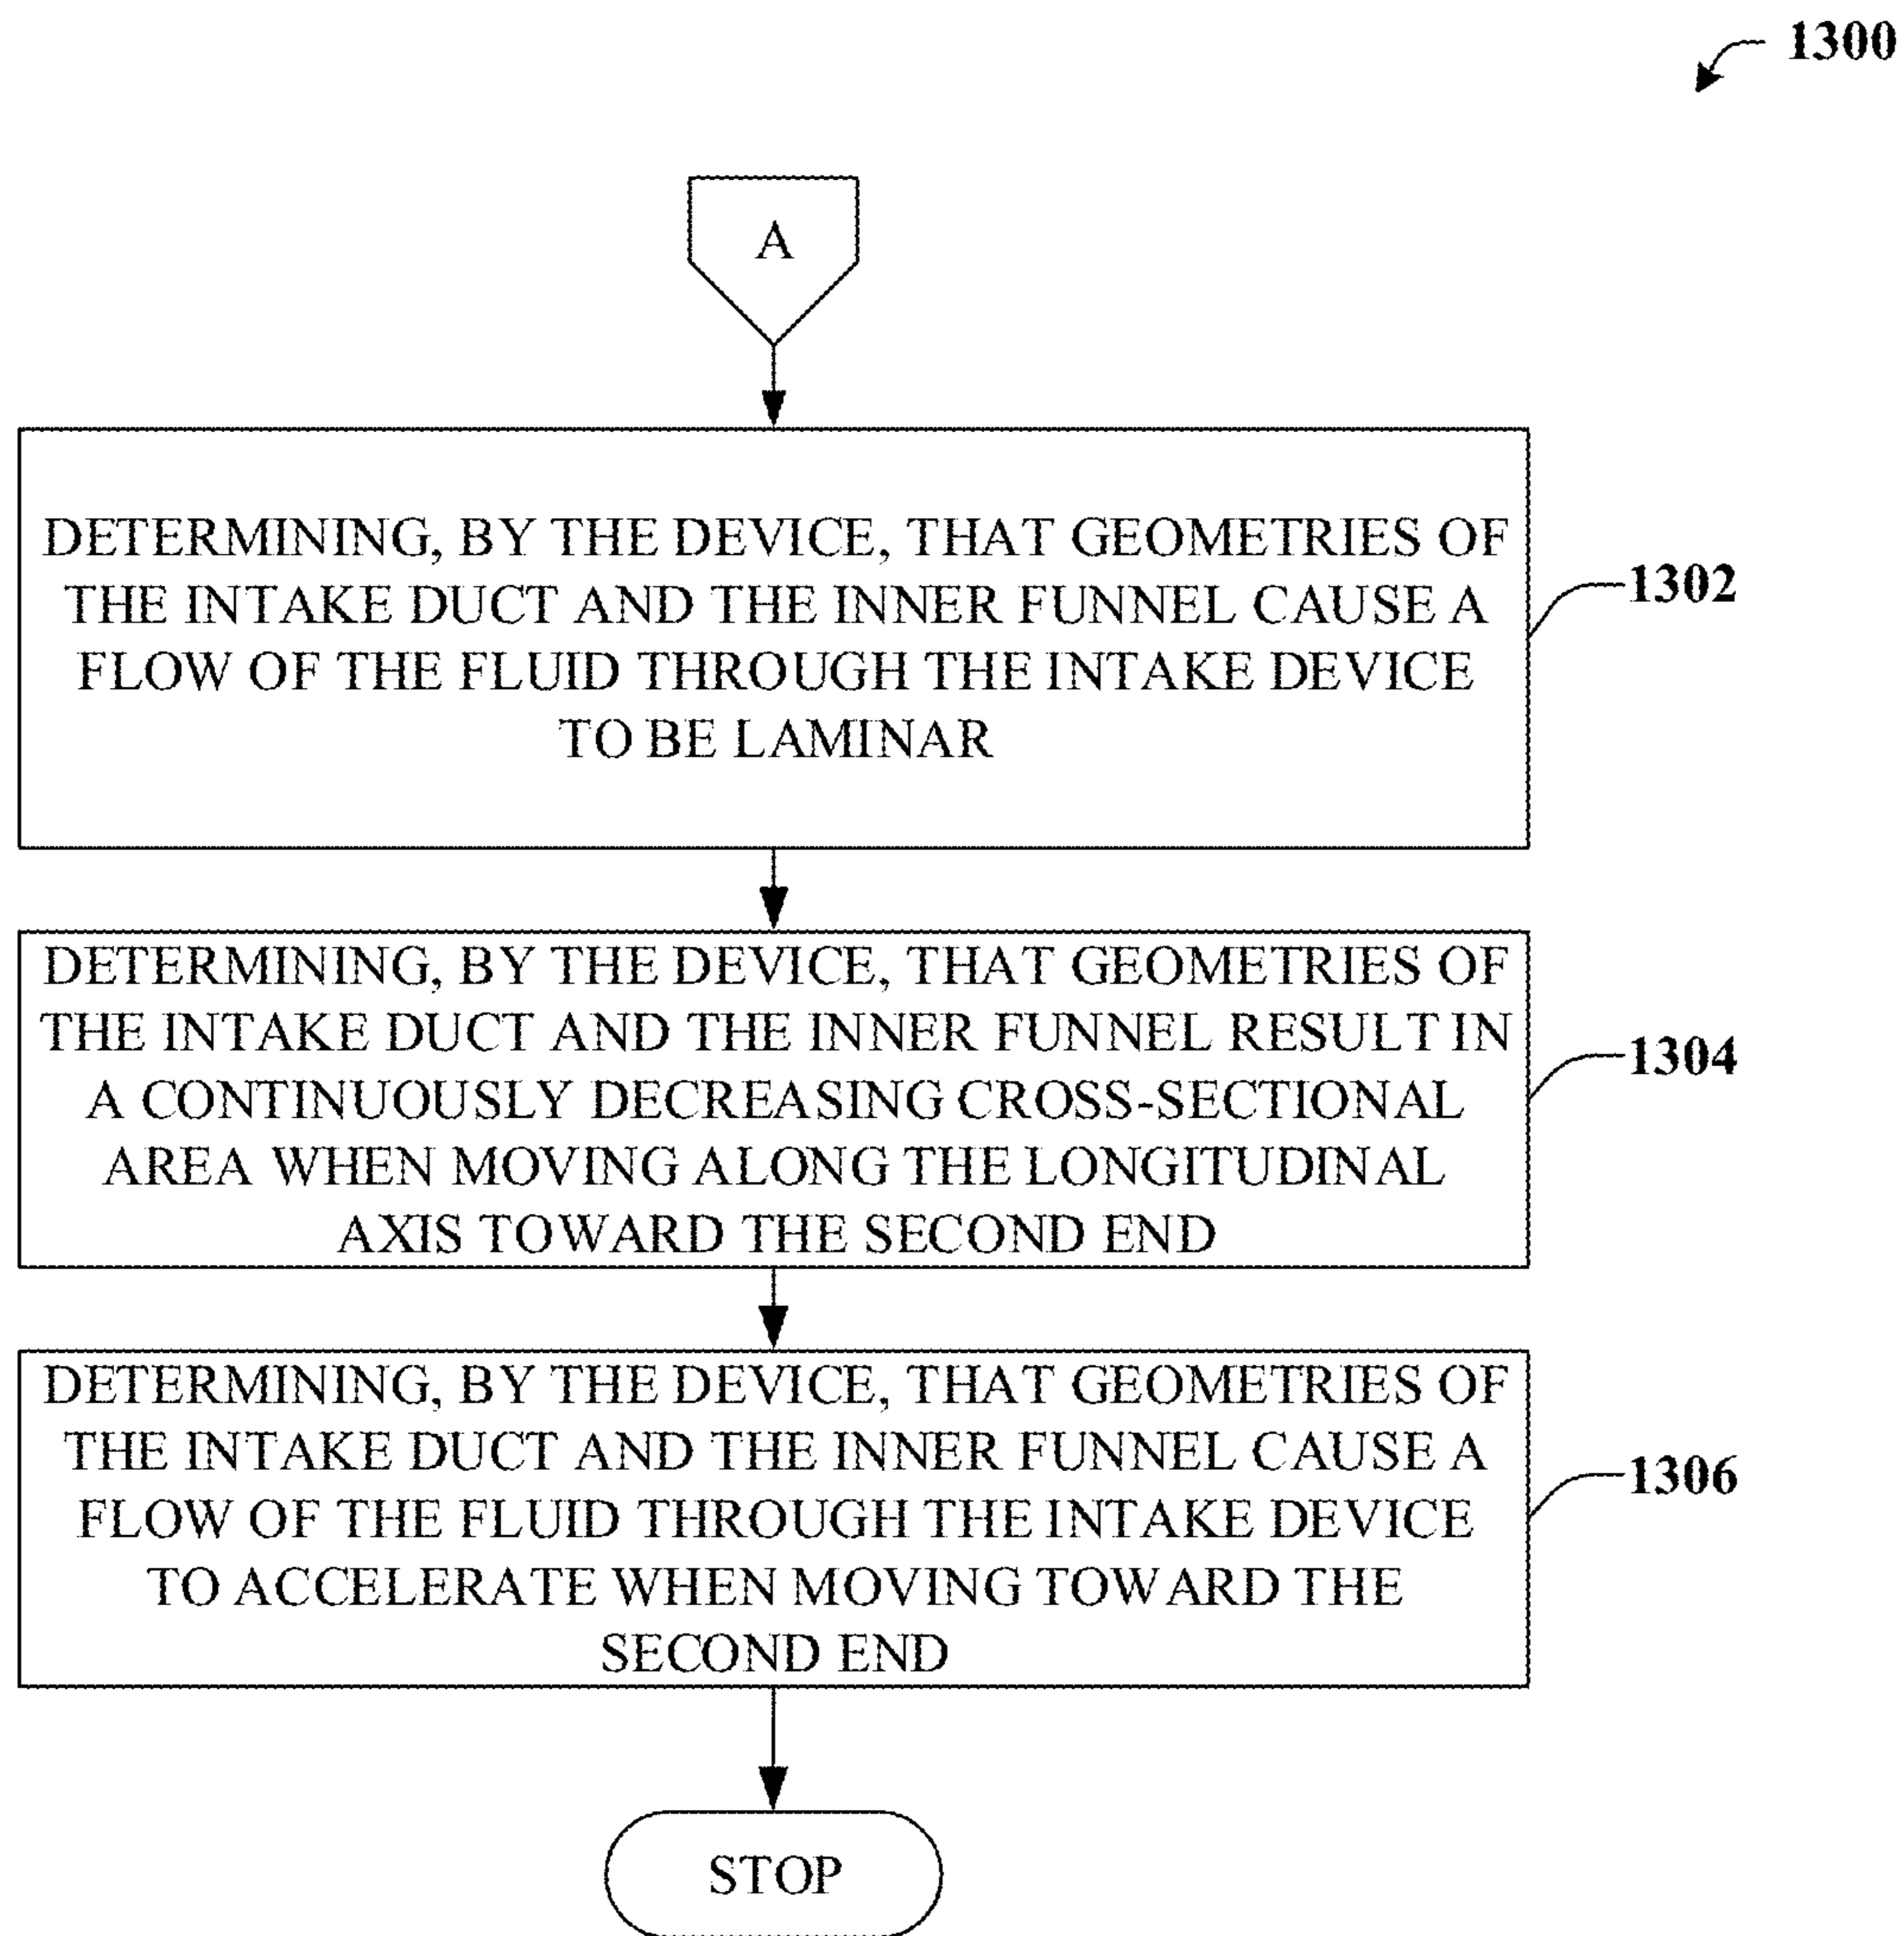 1300
A
DETERMINING, BY THE DEVICE, THAT GEOMETRIES OF
THE INTAKE DUCT AND THE INNER FUNNEL CAUSE A
FLOW OF THE FLUID THROUGH THE INTAKE DEVICE
TO BE LAMINAR
1302
DETERMINING, BY THE DEVICE, THAT GEOMETRIES OF
THE INTAKE DUCT AND THE INNER FUNNEL RESULT IN
A CONTINUOUSLY DECREASING CROSS-SECTIONAL
AREA WHEN MOVING ALONG THE LONGITUDINAL
AXIS TOWARD THE SECOND END
1304
DETERMINING, BY THE DEVICE, THAT GEOMETRIES OF
THE INTAKE DUCT AND THE INNER FUNNEL CAUSE A
FLOW OF THE FLUID THROUGH THE INTAKE DEVICE
TO ACCELERATE WHEN MOVING TOWARD THE
SECOND END
1306
STOP